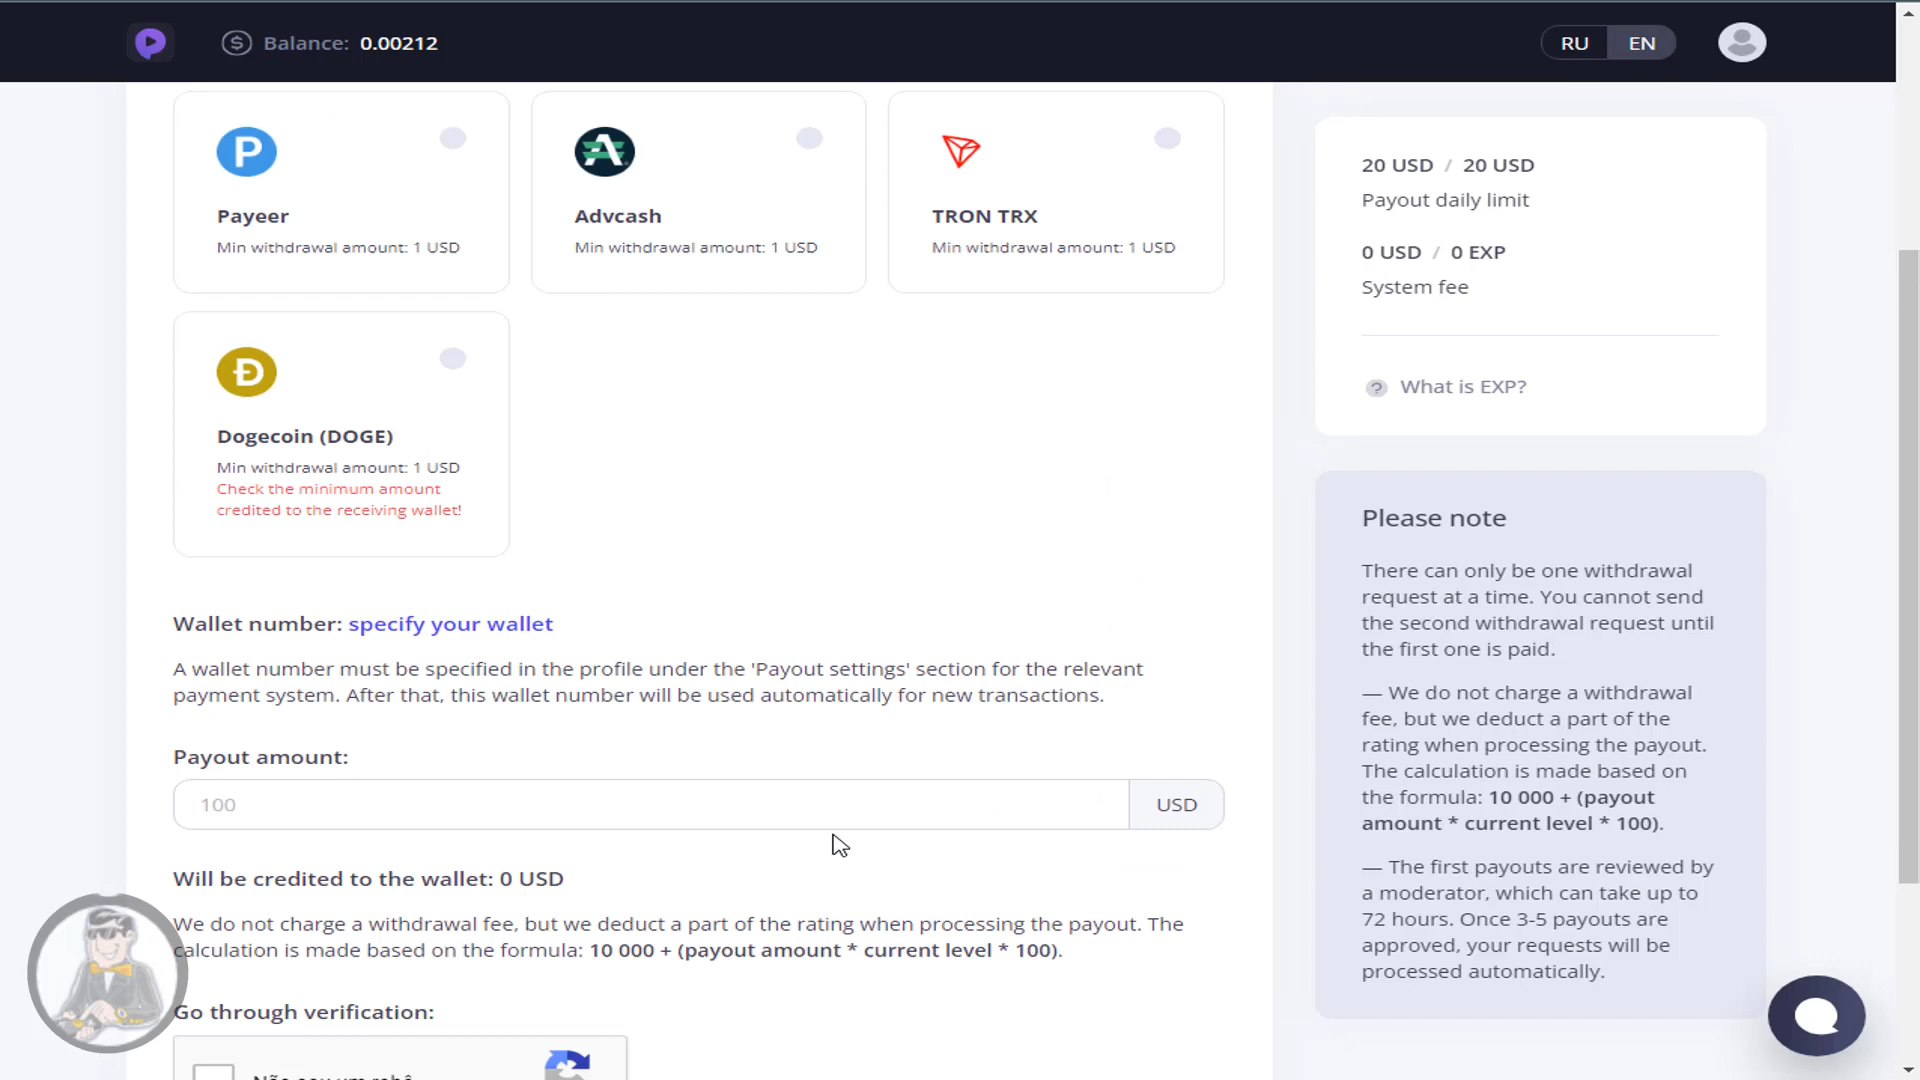 Balance: 0.00212
RU EN
Payeer
Min withdrawal amount: 1 USD
Advcash
Min withdrawal amount: 1 USD
TRON TRX
Min withdrawal amount: 1 USD
Dogecoin (DOGE)
Min withdrawal amount: 1 USD
Check the minimum amount
credited to the receiving wallet!
Wallet number: specify your wallet
A wallet number must be specified in the profile under the 'Payout settings' section for the relevant
payment system. After that, this wallet number will be used automatically for new transactions.
Payout amount:
100 USD
Will be credited to the wallet: 0 USD
We do not charge a withdrawal fee, but we deduct a part of the rating when processing the payout. The
calculation is made based on the formula: 10 000 + (payout amount * current level * 100).
Go through verification:
Não sou um robô
20 USD / 20 USD
Payout daily limit
0 USD / 0 EXP
System fee
What is EXP?
Please note
There can only be one withdrawal
request at a time. You cannot send
the second withdrawal request until
the first one is paid.
— We do not charge a withdrawal
fee, but we deduct a part of the
rating when processing the payout.
The calculation is made based on
the formula: 10 000 + (payout
amount * current level * 100).
— The first payouts are reviewed by
a moderator, which can take up to
72 hours. Once 3-5 payouts are
approved, your requests will be
processed automatically.